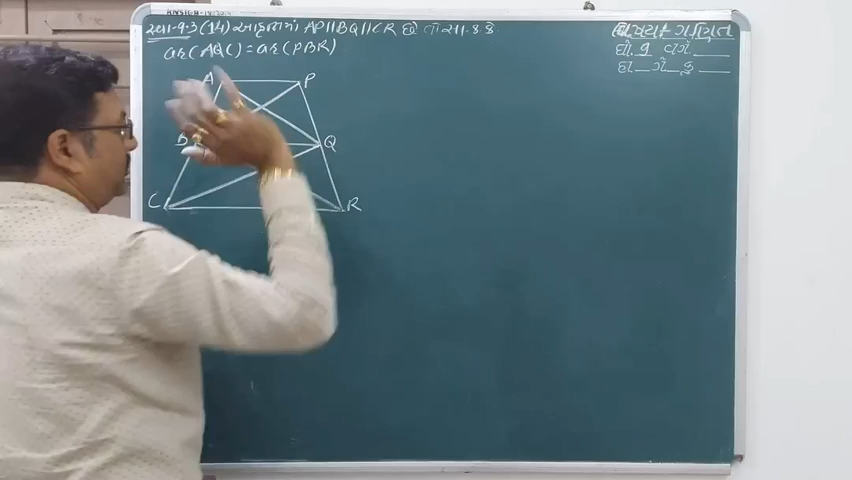 સ્વા-9.3 (14) આકૃતિમાં AP||BQ||CR છે તો સા.ક.કે
ar(AQC) = ar(PBR)
વિષય:- ગણિત
ધો. 9 વર્ગ
A P
B Q
C R